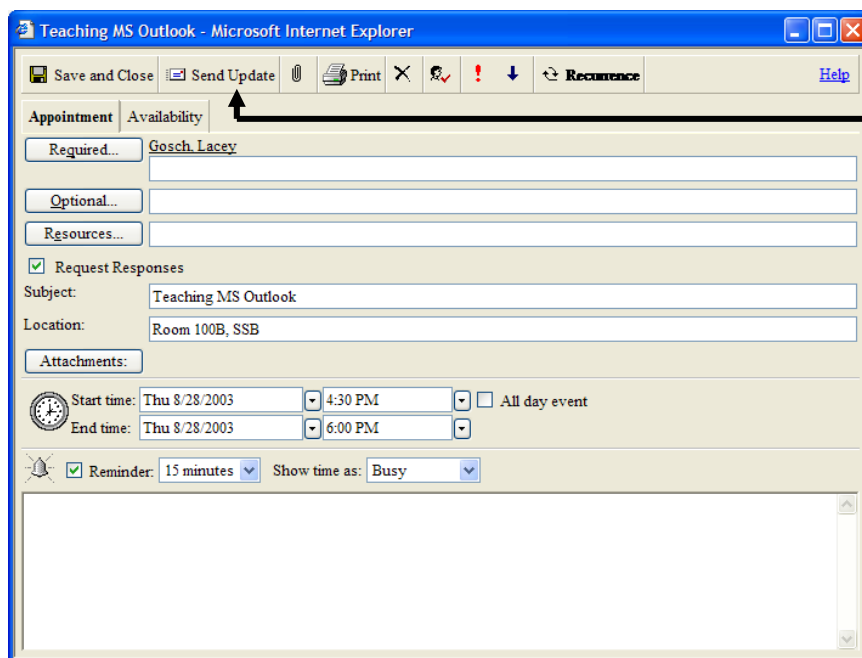 Teaching MS Outlook - Microsoft Internet Explorer
Save and Close Send Update Print Recurrence Help
Appointment Availability
Required... Gosch, Lacey
Optional...
Resources...
Request Responses
Subject: Teaching MS Outlook
Location: Room 100B, SSB
Attachments:
Start time: Thu 8/28/2003 4:30 PM All day event
End time: Thu 8/28/2003 6:00 PM
Reminder: 15 minutes Show time as: Busy